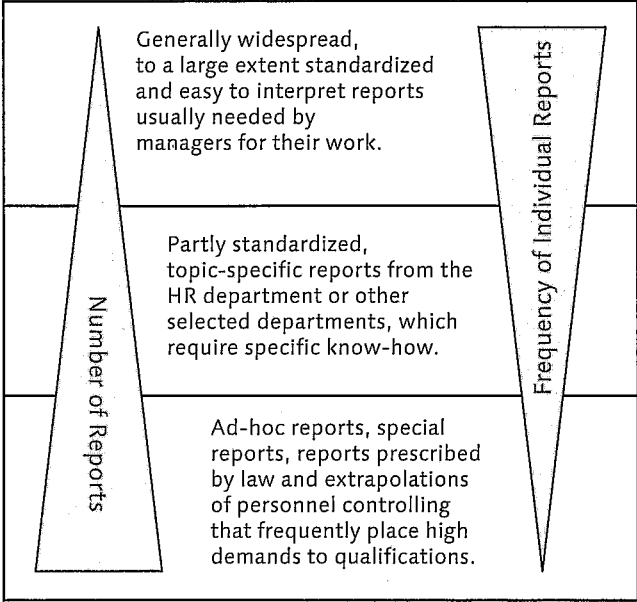 Generally widespread,
to a large extent standardized
and easy to interpret reports
usually needed by
managers for their work.
Partly standardized,
topic-specific reports from the
HR department or other
selected departments, which
require specific know-how.
Ad-hoc reports, special
reports, reports prescribed
by law and extrapolations
of personnel controlling
that frequently place high
demands to qualifications.
Number of Reports
Frequency of Individual Reports